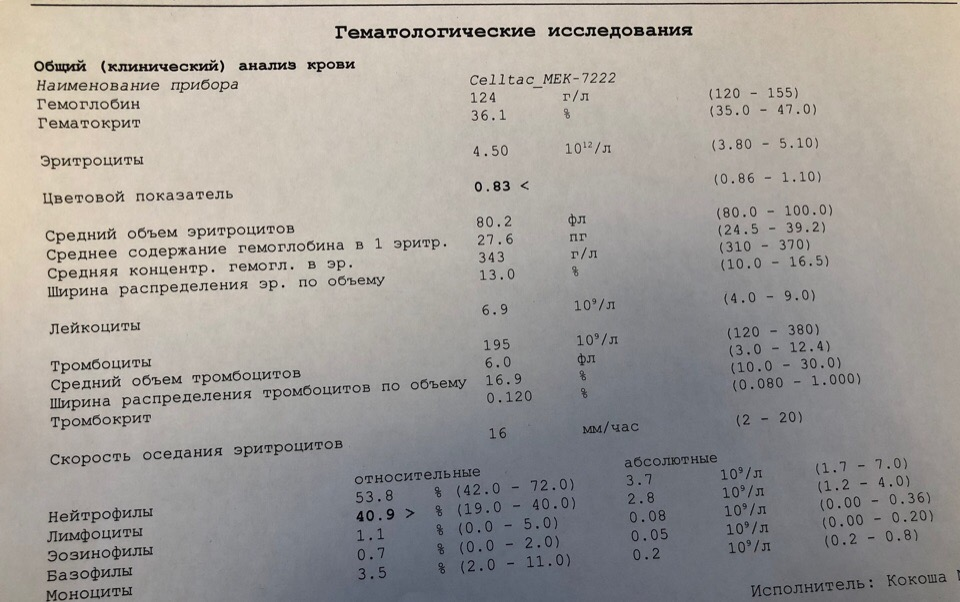 Гематологические исследования
Общий (клинический) анализ крови
Наименование прибора Celltac_MEK-7222
Гемоглобин 124 г/л (120 - 155)
Гематокрит 36.1 % (35.0 - 47.0)
Эритроциты 4.50 10¹²/л (3.80 - 5.10)
Цветовой показатель 0.83 < (0.86 - 1.10)
Средний объем эритроцитов 80.2 фл (80.0 - 100.0)
Среднее содержание гемоглобина в 1 эритр. 27.6 пг (24.5 - 39.2)
Средняя концентр. гемогл. в эр. 343 г/л (310 - 370)
Ширина распределения эр. по объему 13.0 % (10.0 - 16.5)
Лейкоциты 6.9 10⁹/л (4.0 - 9.0)
Тромбоциты 195 10⁹/л (120 - 380)
Средний объем тромбоцитов 6.0 фл (3.0 - 12.4)
Ширина распределения тромбоцитов по объему 16.9 % (10.0 - 30.0)
Тромбокрит 0.120 % (0.080 - 1.000)
Скорость оседания эритроцитов 16 мм/час (2 - 20)
относительные абсолютные
Нейтрофилы 53.8 % (42.0 - 72.0) 3.7 10⁹/л (1.7 - 7.0)
Лимфоциты 40.9 > % (19.0 - 40.0) 2.8 10⁹/л (1.2 - 4.0)
Эозинофилы 1.1 % (0.0 - 5.0) 0.08 10⁹/л (0.00 - 0.36)
Базофилы 0.7 % (0.0 - 2.0) 0.05 10⁹/л (0.00 - 0.20)
Моноциты 3.5 % (2.0 - 11.0) 0.2 10⁹/л (0.2 - 0.8)
Исполнитель: Кокоша